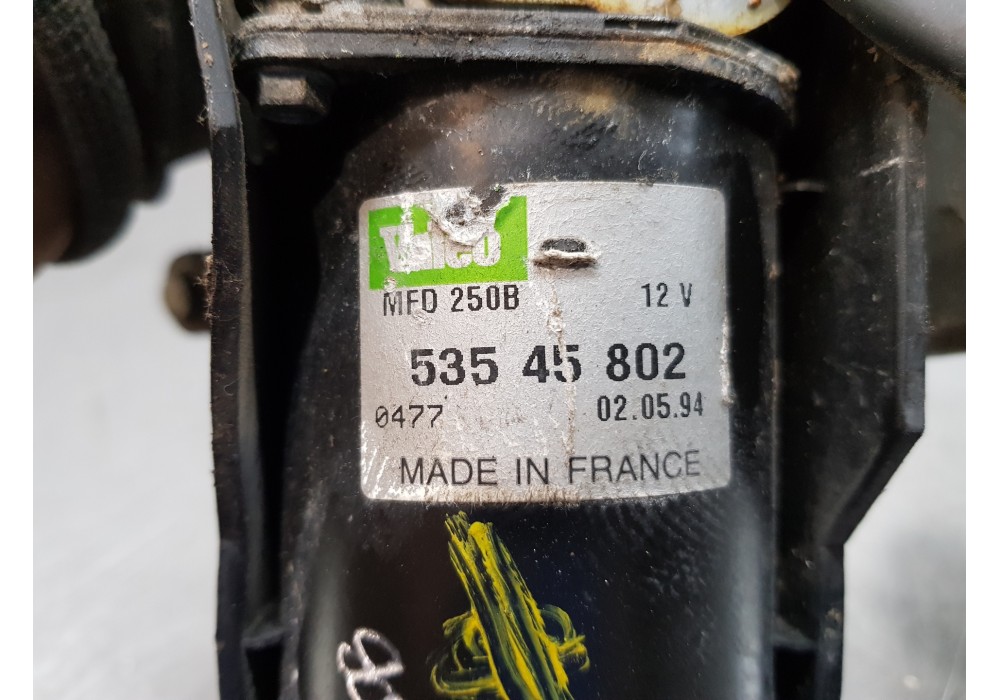 Valeo
MFD 250B 12 V
535 45 802
0477 02.05.94
MADE IN FRANCE